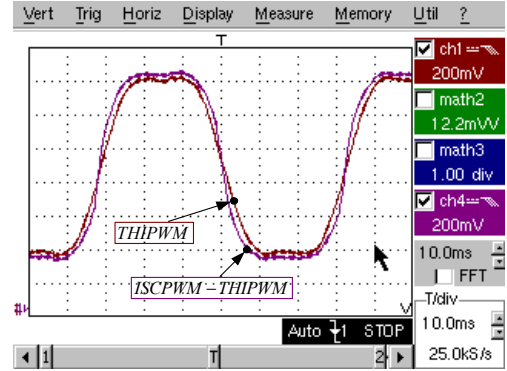 Vert Trig Horiz Display Measure Memory Util ?
T
ch1
200mV
math2
12.2mVV
math3
1.00 div
ch4
200mV
10.0ms
FFT
T/div
10.0ms
25.0kS/s
THIPWM
ISCPWM – THIPWM
Auto 1 STOP
1 T 2